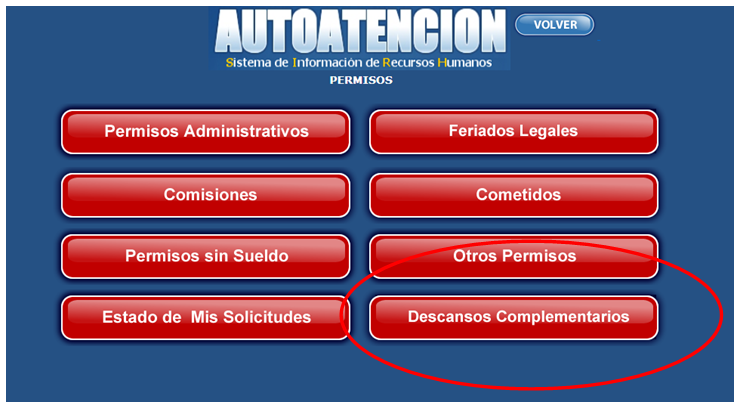 AUTOATENCION
VOLVER
Sistema de Información de Recursos Humanos
PERMISOS
Permisos Administrativos
Feriados Legales
Comisiones
Cometidos
Permisos sin Sueldo
Otros Permisos
Estado de Mis Solicitudes
Descansos Complementarios